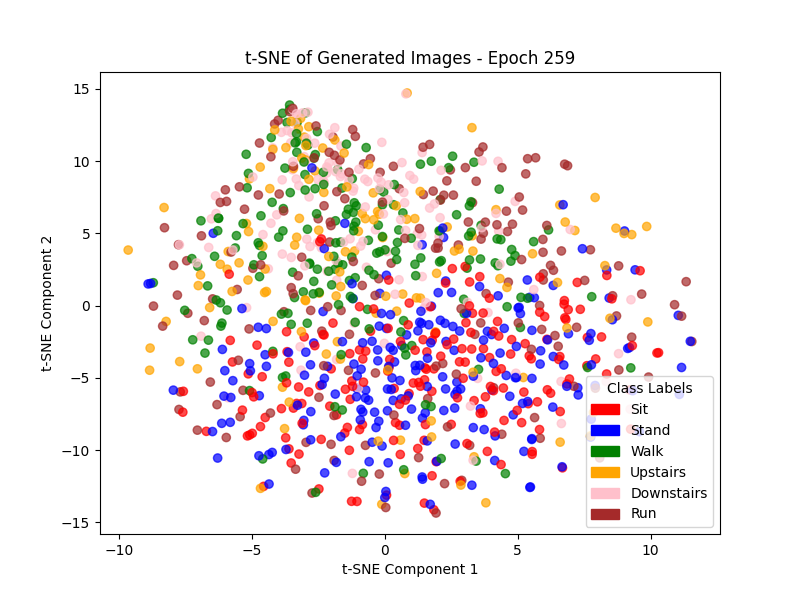 t-SNE of Generated Images - Epoch 259
15
10
5
0
−5
−10
−15
t-SNE Component 2
−10
−5
0
5
10
t-SNE Component 1
Class Labels
Sit
Stand
Walk
Upstairs
Downstairs
Run